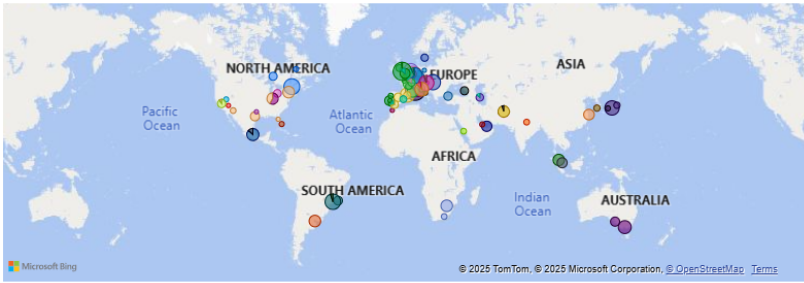 NORTH AMERICA
EUROPE
ASIA
Pacific
Ocean
Atlantic
Ocean
AFRICA
SOUTH AMERICA
Indian
Ocean
AUSTRALIA
Microsoft Bing
© 2025 TomTom, © 2025 Microsoft Corporation, © OpenStreetMap Terms